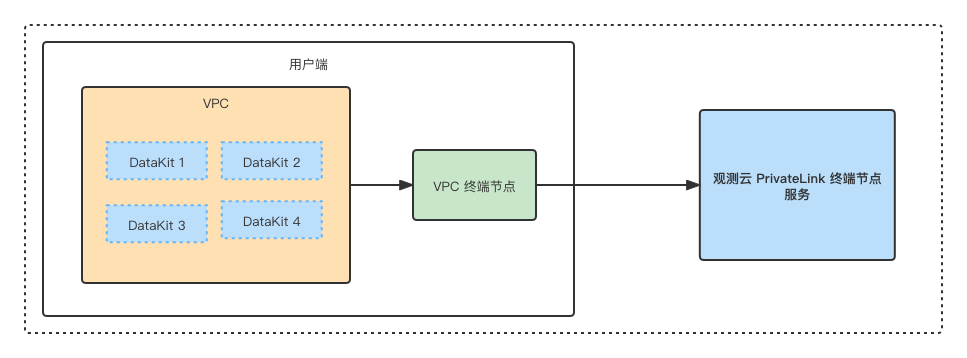 用户端
VPC
DataKit 1
DataKit 2
DataKit 3
DataKit 4
VPC 终端节点
观测云 PrivateLink 终端节点
服务